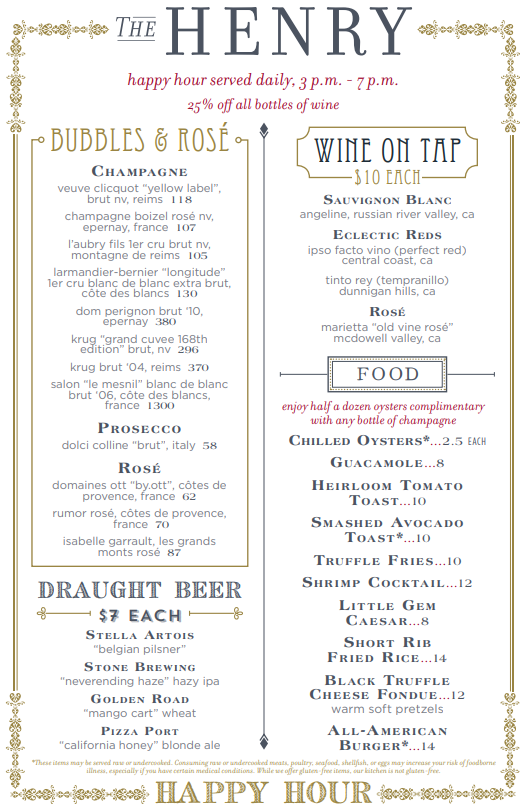 THE HENRY
happy hour served daily, 3 p.m. - 7 p.m.
25% off all bottles of wine
BUBBLES & ROSÉ
CHAMPAGNE
veuve clicquot “yellow label”,
brut nv, reims 118
champagne boizel rosé nv,
epernay, france 107
l’aubry fils 1er cru brut nv,
montagne de reims 105
larmandier-bernier “longitude”
1er cru blanc de blanc extra brut,
côte des blancs 130
dom perignon brut ’10,
epernay 380
krug “grand cuvee 168th
edition” brut, nv 296
krug brut ’04, reims 370
salon “le mesnil” blanc de blanc
brut ’06, côte des blancs,
france 1300
PROSECCO
dolci colline “brut”, italy 58
ROSÉ
domaines ott “by.ott”, côtes de
provence, france 62
rumor rosé, côtes de provence,
france 70
isabelle garrault, les grands
monts rosé 87
DRAUGHT BEER
$7 EACH
STELLA ARTOIS
“belgian pilsner”
STONE BREWING
“neverending haze” hazy ipa
GOLDEN ROAD
“mango cart” wheat
PIZZA PORT
“california honey” blonde ale
WINE ON TAP
$10 EACH
SAUVIGNON BLANC
angeline, russian river valley, ca
ECLECTIC REDS
ipso facto vino (perfect red)
central coast, ca
tinto rey (tempranillo)
dunnigan hills, ca
ROSÉ
marietta “old vine rosé”
mcdowell valley, ca
FOOD
enjoy half a dozen oysters complimentary
with any bottle of champagne
CHILLED OYSTERS*...2.5 EACH
GUACAMOLE...8
HEIRLOOM TOMATO
TOAST...10
SMASHED AVOCADO
TOAST*...10
TRUFFLE FRIES...10
SHRIMP COCKTAIL...12
LITTLE GEM
CAESAR...8
SHORT RIB
FRIED RICE...14
BLACK TRUFFLE
CHEESE FONDUE...12
warm soft pretzels
ALL-AMERICAN
BURGER*...14
*These items may be served raw or undercooked. Consuming raw or undercooked meats, poultry, seafood, shellfish, or eggs may increase your risk of foodborne
illness, especially if you have certain medical conditions. While we offer gluten-free items, our kitchen is not gluten-free.
HAPPY HOUR